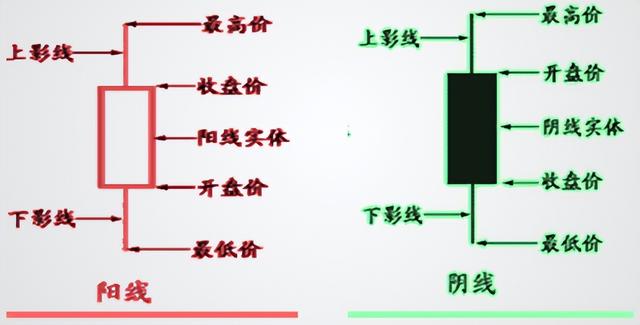 最高价
上影线
收盘价
阳线实体
开盘价
下影线
最低价
阳线
最高价
上影线
开盘价
阴线实体
收盘价
下影线
最低价
阴线